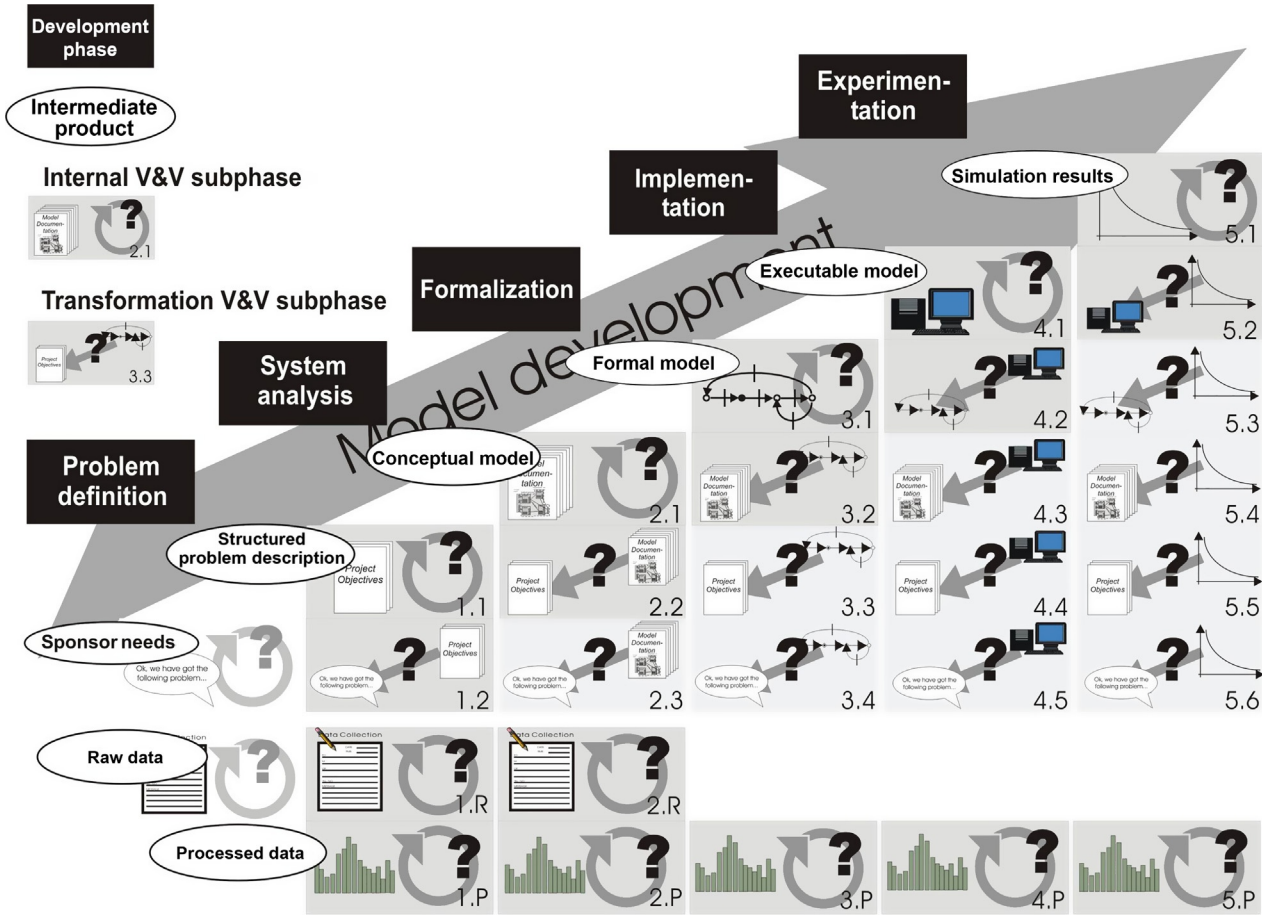 Development
phase
Intermediate
product
Internal V&V subphase
Model
Documen-
tation
2.1
Transformation V&V subphase
Project
Objectives
3.3
Experimen-
tation
Implemen-
tation
Formalization
System
analysis
Problem
definition
Model development
Simulation results
5.1
Executable model
4.1
5.2
Formal model
3.1
4.2
5.3
Conceptual model
Documen-
tation
2.1
Model
Documen-
tation
3.2
Model
Documen-
tation
4.3
Model
Documen-
tation
5.4
Structured
problem description
Project
Objectives
1.1
Project
Objectives
Model
Documen-
tation
2.2
Project
Objectives
3.3
Project
Objectives
4.4
Project
Objectives
5.5
Sponsor needs
Ok, we have got the
following problem...
Ok, we have got the
following problem...
Project
Objectives
1.2
Ok, we have got the
following problem...
Model
Documen-
tation
2.3
Ok, we have got the
following problem...
3.4
Ok, we have got the
following problem...
4.5
Ok, we have got the
following problem...
5.6
Raw data
Data Collection
1.R
Data Collection
2.R
Processed data
1.P
2.P
3.P
4.P
5.P